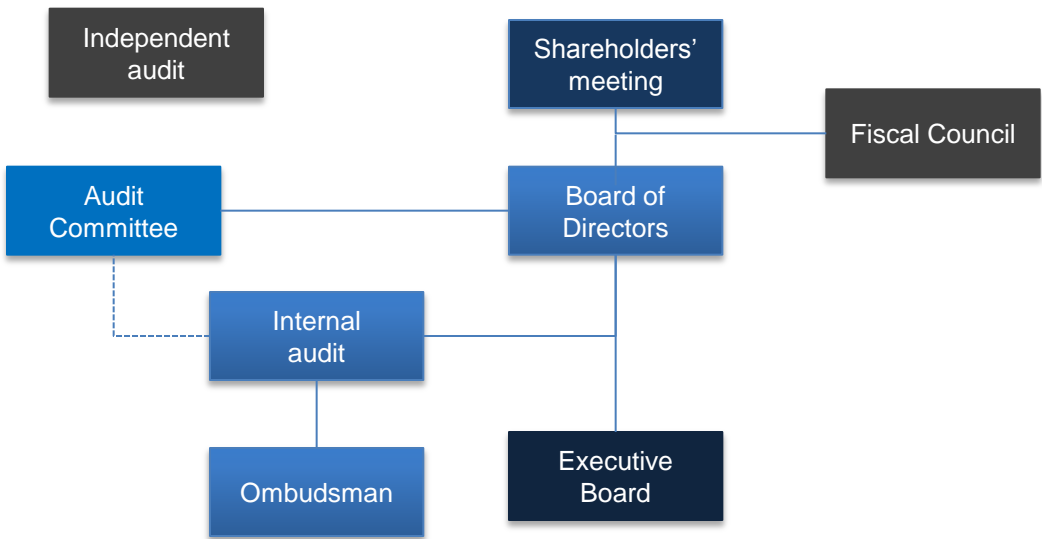 Independent
audit
Shareholders’
meeting
Fiscal Council
Audit
Committee
Board of
Directors
Internal
audit
Ombudsman
Executive
Board